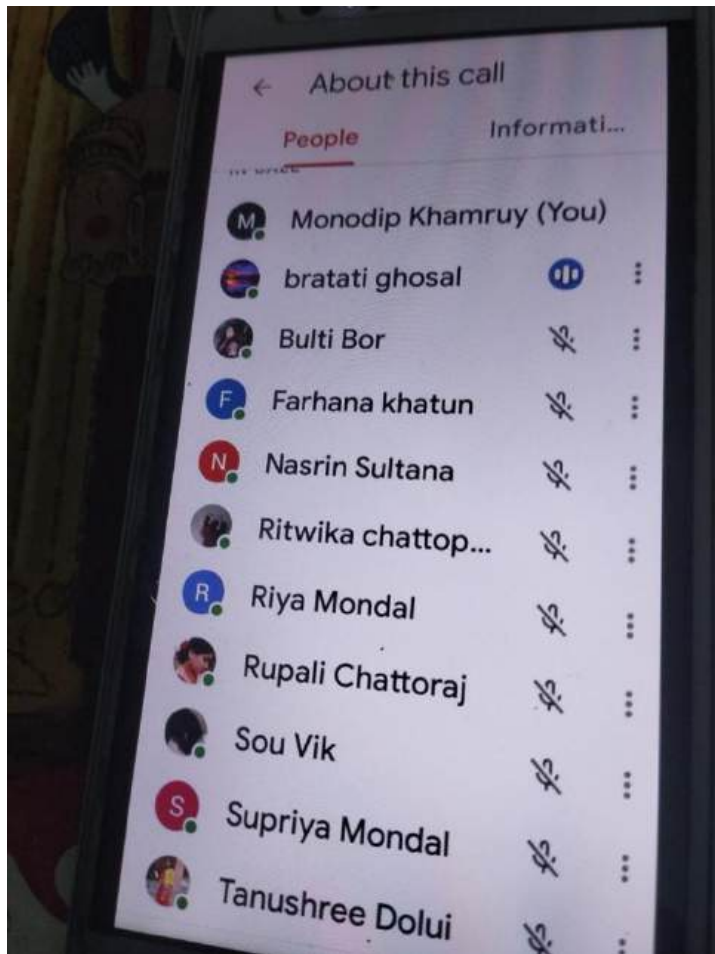 About this call
People
Informati...
M Monodip Khamruy (You)
bratati ghosal
Bulti Bor
F Farhana khatun
N Nasrin Sultana
Ritwika chattop...
R Riya Mondal
Rupali Chattoraj
Sou Vik
S Supriya Mondal
Tanushree Dolui